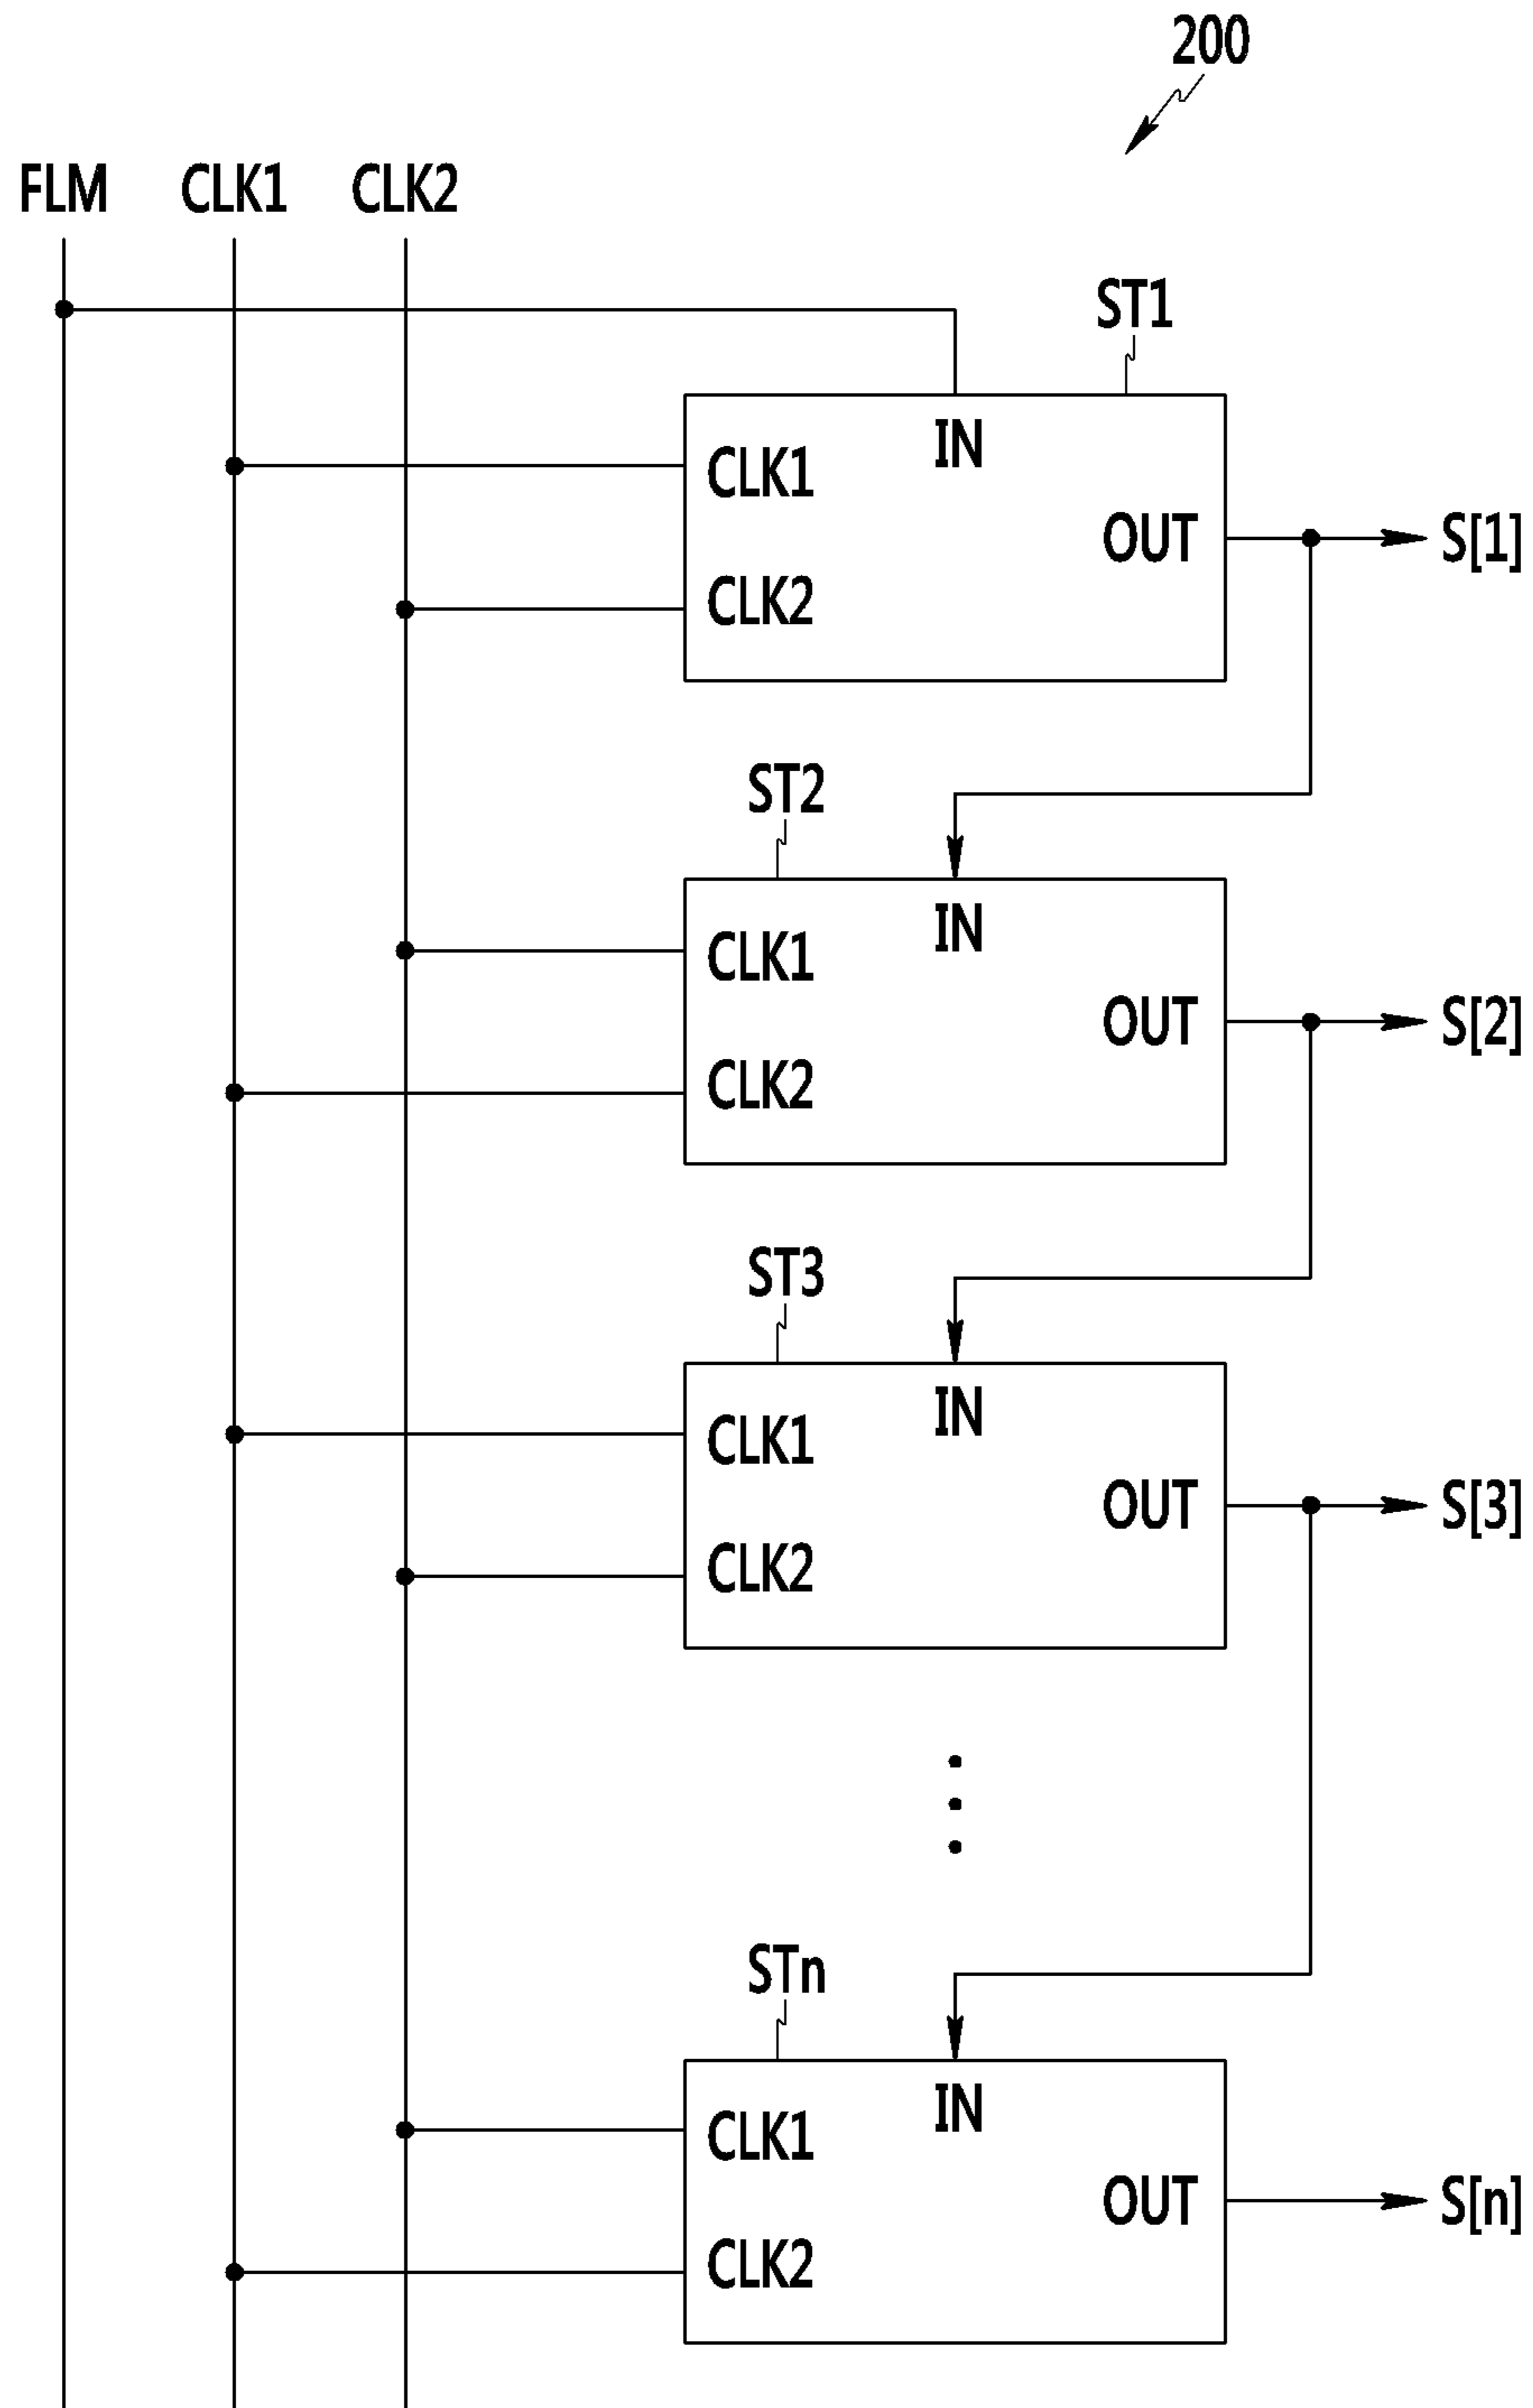 200
FLM CLK1 CLK2
ST1
IN
CLK1
OUT S[1]
CLK2
ST2
IN
CLK1
OUT S[2]
CLK2
ST3
IN
CLK1
OUT S[3]
CLK2
STn
IN
CLK1
OUT S[n]
CLK2